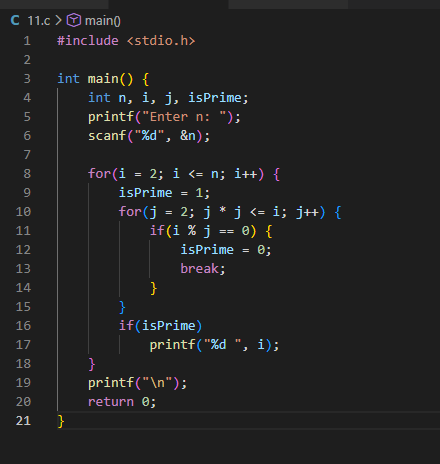 C 11.c > main()
1 #include <stdio.h>
2
3 int main() {
4     int n, i, j, isPrime;
5     printf("Enter n: ");
6     scanf("%d", &n);
7
8     for(i = 2; i <= n; i++) {
9         isPrime = 1;
10         for(j = 2; j * j <= i; j++) {
11             if(i % j == 0) {
12                 isPrime = 0;
13                 break;
14             }
15         }
16         if(isPrime)
17             printf("%d ", i);
18     }
19     printf("\n");
20     return 0;
21 }